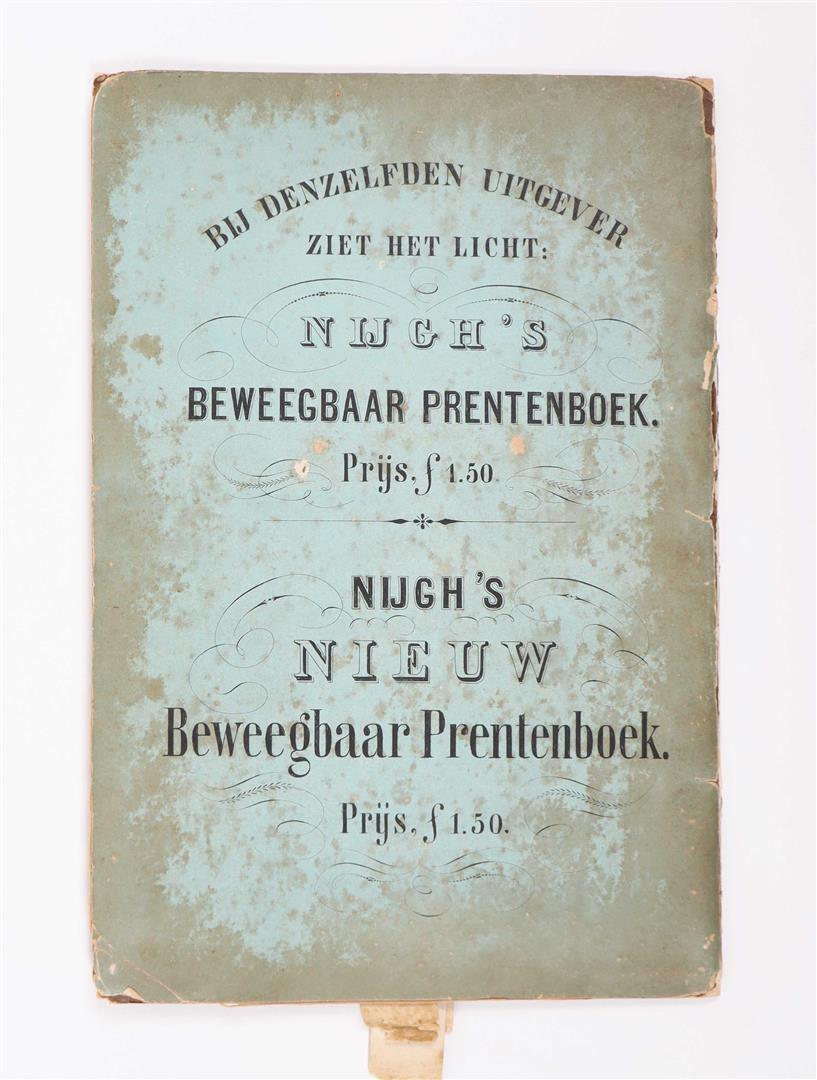 BIJ DENZELFDEN UITGEVER
ZIET HET LICHT:
NIJGH'S
BEWEEGBAAR PRENTENBOEK.
Prijs, ƒ 1.50
NIJGH'S
NIEUW
Beweegbaar Prentenboek.
Prijs, ƒ 1.50.